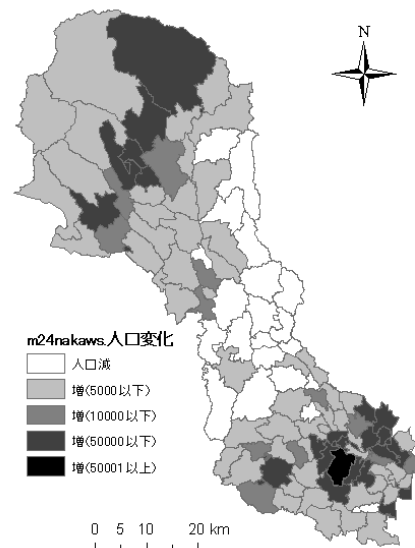 N
m24nakaws.人口変化
人口減
増(5000以下)
増(10000以下)
増(50000以下)
増(50001以上)
0 5 10 20 km